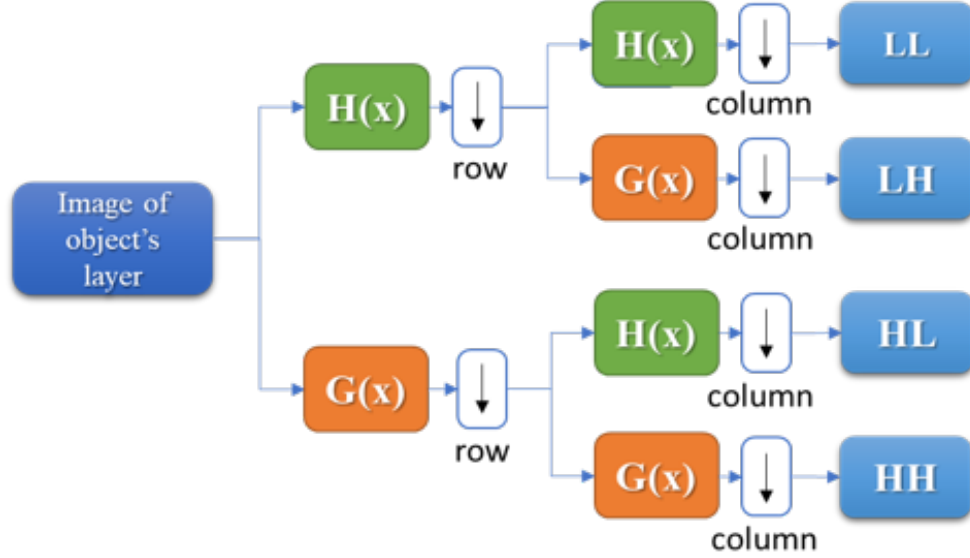 H(x)
column
LL
H(x)
row
G(x)
column
LH
Image of
object's
layer
H(x)
column
HL
G(x)
row
G(x)
column
HH